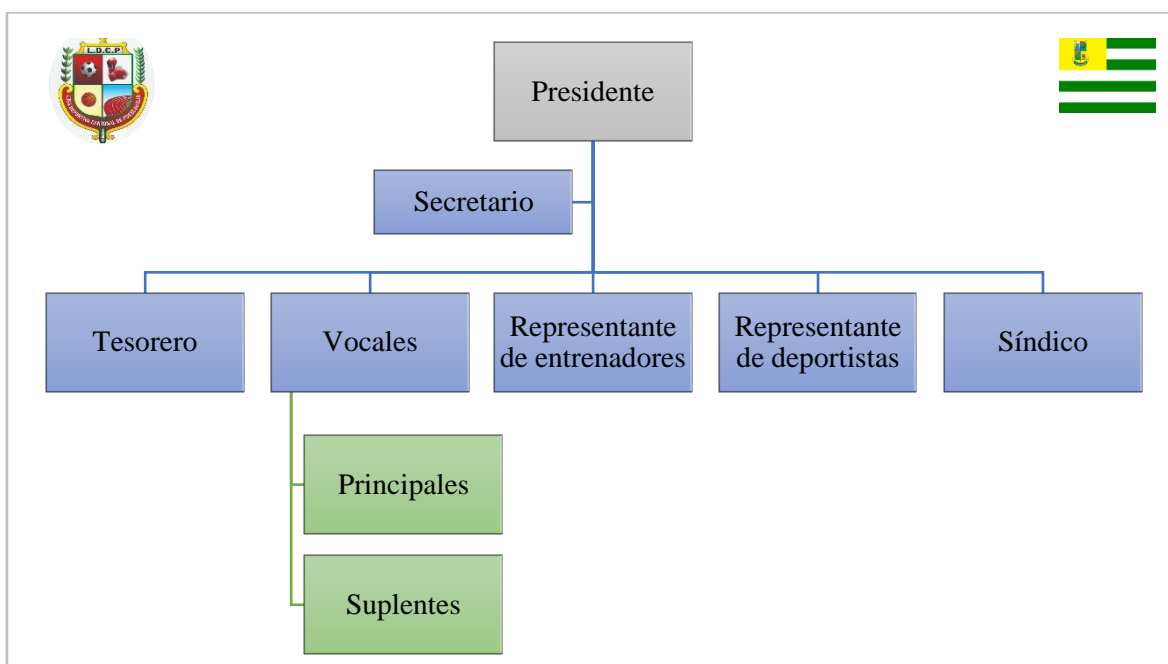 L.D.C.P
Presidente
Secretario
Tesorero
Vocales
Representante
de entrenadores
Representante
de deportistas
Síndico
Principales
Suplentes